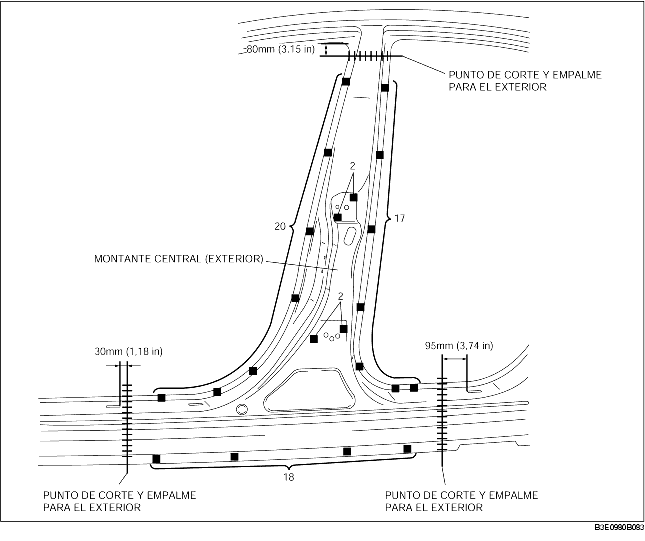 80mm (3.15 in)
PUNTO DE CORTE Y EMPALME
PARA EL EXTERIOR
2
20
17
MONTANTE CENTRAL (EXTERIOR)
2
30mm (1,18 in)
95mm (3,74 in)
18
PUNTO DE CORTE Y EMPALME
PARA EL EXTERIOR
PUNTO DE CORTE Y EMPALME
PARA EL EXTERIOR
B3E0980B083